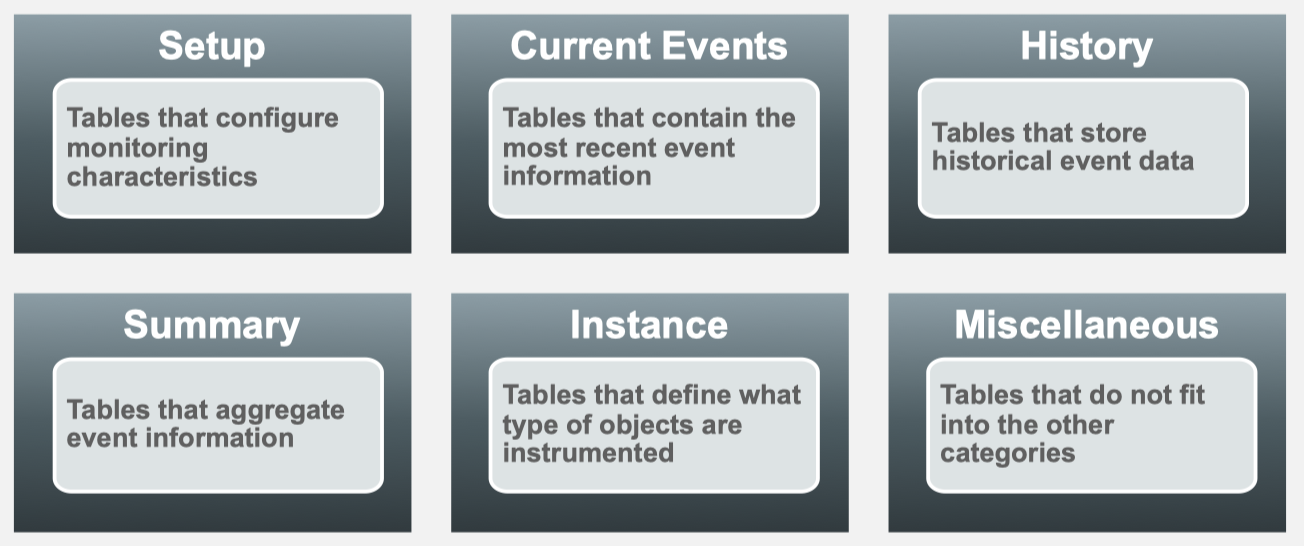 Setup
Tables that configure
monitoring
characteristics
Current Events
Tables that contain the
most recent event
information
History
Tables that store
historical event data
Summary
Tables that aggregate
event information
Instance
Tables that define what
type of objects are
instrumented
Miscellaneous
Tables that do not fit
into the other
categories